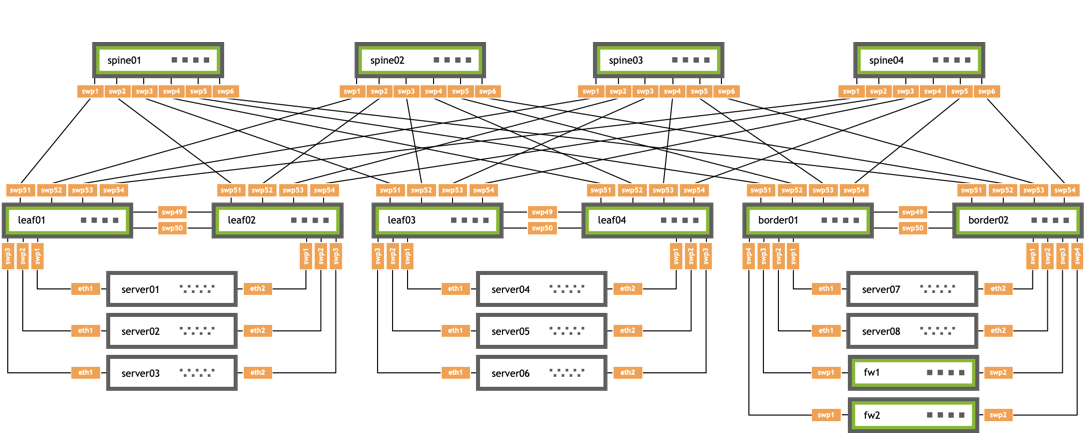 spine01 spine02 spine03 spine04
swp1 swp2 swp3 swp4 swp5 swp6 swp1 swp2 swp3 swp4 swp5 swp6 swp1 swp2 swp3 swp4 swp5 swp6 swp1 swp2 swp3 swp4 swp5 swp6
swp51 swp52 swp53 swp54 swp51 swp52 swp53 swp54 swp51 swp52 swp53 swp54 swp51 swp52 swp53 swp54 swp51 swp52 swp53 swp54 swp51 swp52 swp53 swp54
swp49 swp49 swp49
leaf01 leaf02 leaf03 leaf04 border01 border02
swp50 swp50 swp50
swp3 swp2 swp1 swp1 swp2 swp3 swp3 swp2 swp1 swp1 swp2 swp3 swp4 swp3 swp2 swp1 swp1 swp2 swp3 swp4
eth1 server01 eth2 eth1 server04 eth2 eth1 server07 eth2
eth1 server02 eth2 eth1 server05 eth2 eth1 server08 eth2
eth1 server03 eth2 eth1 server06 eth2 swp1 fw1 swp2
swp1 fw2 swp2